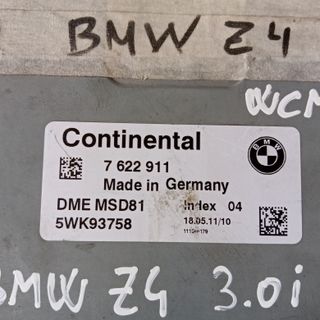 BMW Z4
Continental
BMW
7 622 911
Made in Germany
DME MSD81 Index 04
5WK93758 18.05.11/10
BMW Z4 3.0i